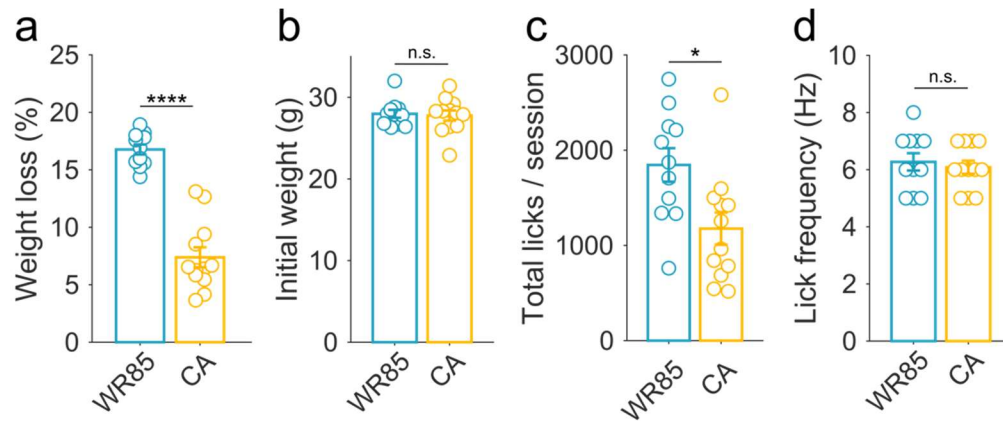 a
Weight loss (%)
25
20
15
10
5
0
****
WR85
CA
b
Initial weight (g)
30
20
10
0
n.s.
WR85
CA
c
Total licks / session
3000
2000
1000
0
*
WR85
CA
d
Lick frequency (Hz)
10
8
6
4
2
0
n.s.
WR85
CA